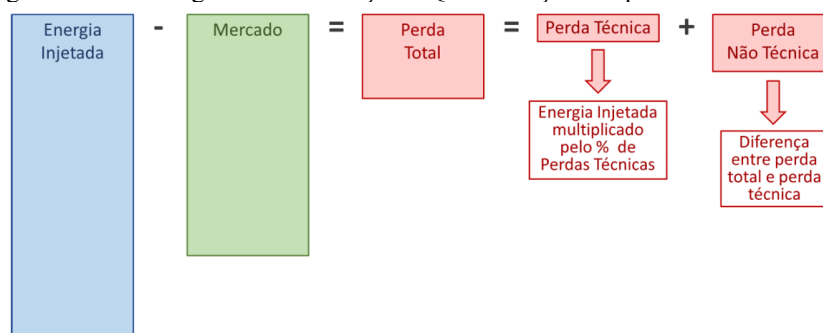 Energia
Injetada
-
Mercado
=
Perda
Total
=
Perda Técnica
+
Perda
Não Técnica
Energia Injetada
multiplicado
pelo % de
Perdas Técnicas
Diferença
entre perda
total e perda
técnica